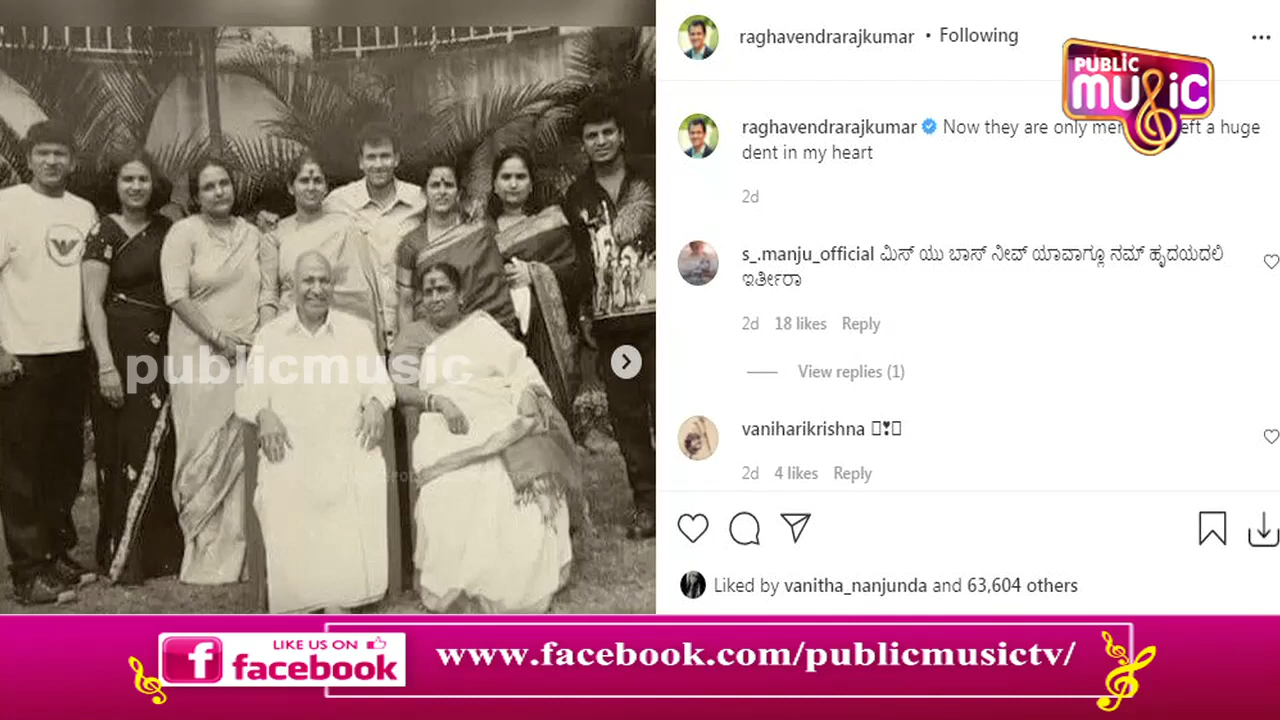 raghavendrarajkumar • Following
PUBLIC
music
raghavendrarajkumar Now they are only left a huge
dent in my heart
2d
s_.manju_official ಮಿಸ್ ಯು ಬಾಸ್ ನೀವ್ ಯಾವಾಗ್ಲೂ ನಮ್ ಹೃದಯದಲಿ
ಇರ್ತೀರಾ
2d 18 likes Reply
View replies (1)
vaniharikrishna
2d 4 likes Reply
publicmusic
Liked by vanitha_nanjunda and 63,604 others
LIKE US ON
f facebook
www.facebook.com/publicmusictv/